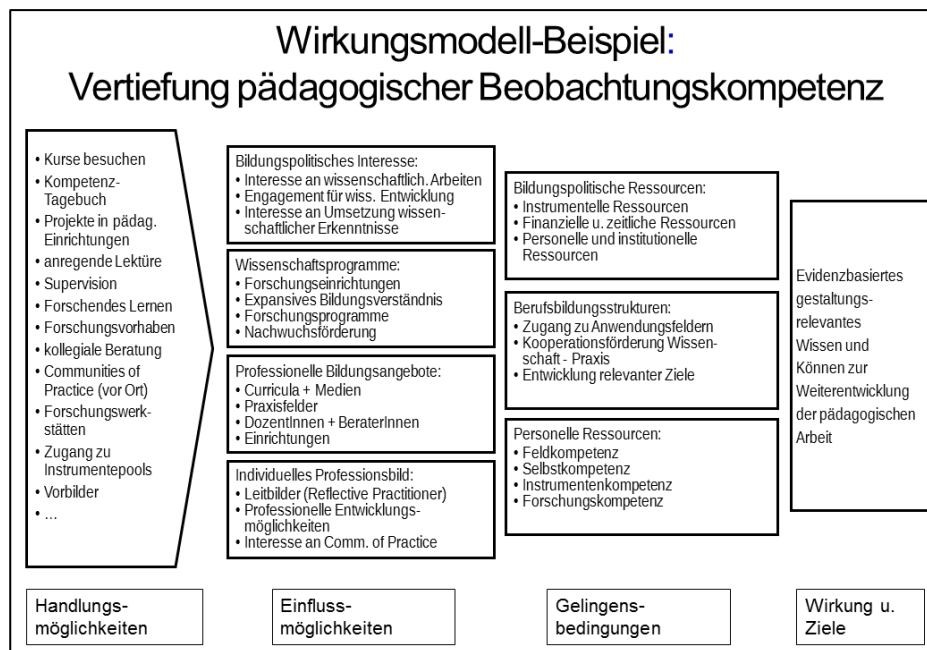 Wirkungsmodell-Beispiel:
Vertiefung pädagogischer Beobachtungskompetenz
• Kurse besuchen
• Kompetenz-
Tagebuch
• Projekte in pädag.
Einrichtungen
• anregende Lektüre
• Supervision
• Forschendes Lernen
• Forschungsvorhaben
• kollegiale Beratung
• Communities of
Practice (vor Ort)
• Forschungswerk-
stätten
• Zugang zu
Instrumentepools
• Vorbilder
• ...
Bildungspolitisches Interesse:
• Interesse an wissenschaftlich. Arbeiten
• Engagement für wiss. Entwicklung
• Interesse an Umsetzung wissen-
schaftlicher Erkenntnisse
Wissenschaftsprogramme:
• Forschungseinrichtungen
• Expansives Bildungsverständnis
• Forschungsprogramme
• Nachwuchsförderung
Professionelle Bildungsangebote:
• Curricula + Medien
• Praxisfelder
• DozentInnen + BeraterInnen
• Einrichtungen
Individuelles Professionsbild:
• Leitbilder (Reflective Practitioner)
• Professionelle Entwicklungs-
möglichkeiten
• Interesse an Comm. of Practice
Bildungspolitische Ressourcen:
• Instrumentelle Ressourcen
• Finanzielle u. zeitliche Ressourcen
• Personelle und institutionelle
Ressourcen
Berufsbildungsstrukturen:
• Zugang zu Anwendungsfeldern
• Kooperationsförderung Wissen-
schaft - Praxis
• Entwicklung relevanter Ziele
Personelle Ressourcen:
• Feldkompetenz
• Selbstkompetenz
• Instrumentenkompetenz
• Forschungskompetenz
Evidenzbasiertes
gestaltungs-
relevantes
Wissen und
Können zur
Weiterentwicklung
der pädagogischen
Arbeit
Handlungs-
möglichkeiten
Einfluss-
möglichkeiten
Gelingens-
bedingungen
Wirkung u.
Ziele